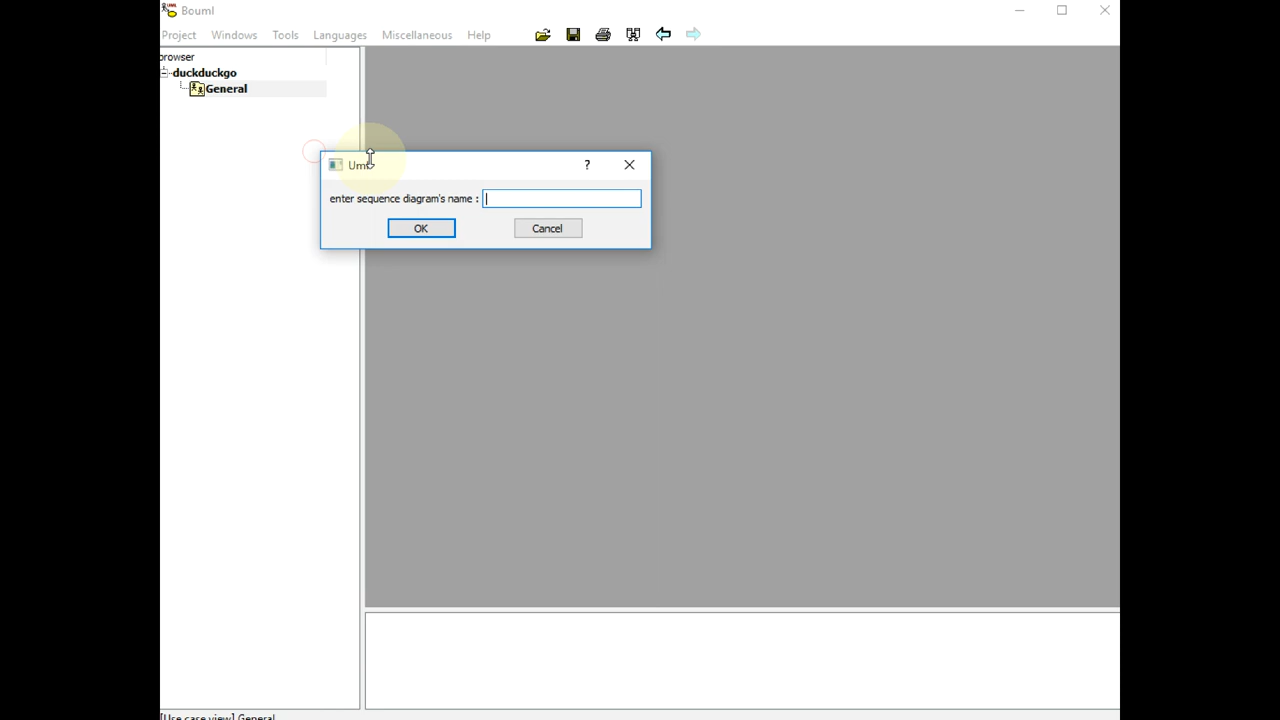 Bouml
Project Windows Tools Languages Miscellaneous Help
browser
duckduckgo
General
enter sequence diagram's name :
OK Cancel
[Use case view] General